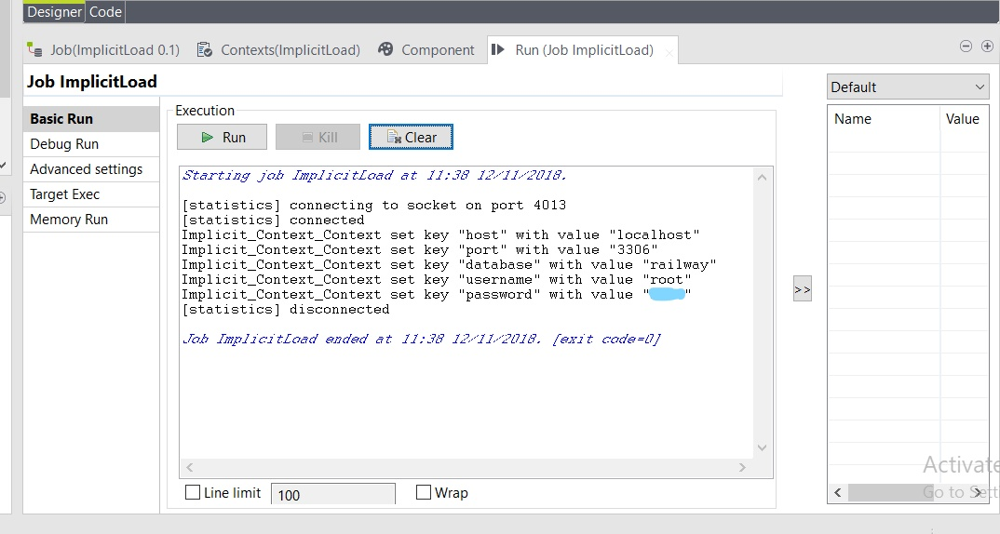 Designer Code
Job(ImplicitLoad 0.1) Contexts(ImplicitLoad) Component Run (Job ImplicitLoad)
Job ImplicitLoad
Default
Execution
Basic Run
Debug Run
Advanced settings
Target Exec
Memory Run
Run Kill Clear
Name Value
Starting job ImplicitLoad at 11:38 12/11/2018.
[statistics] connecting to socket on port 4013
[statistics] connected
Implicit_Context_Context set key "host" with value "localhost"
Implicit_Context_Context set key "port" with value "3306"
Implicit_Context_Context set key "database" with value "railway"
Implicit_Context_Context set key "username" with value "root"
Implicit_Context_Context set key "password" with value " "
[statistics] disconnected
Job ImplicitLoad ended at 11:38 12/11/2018. [exit code=0]
>>
Line limit 100 Wrap
Activate
Go to Sett